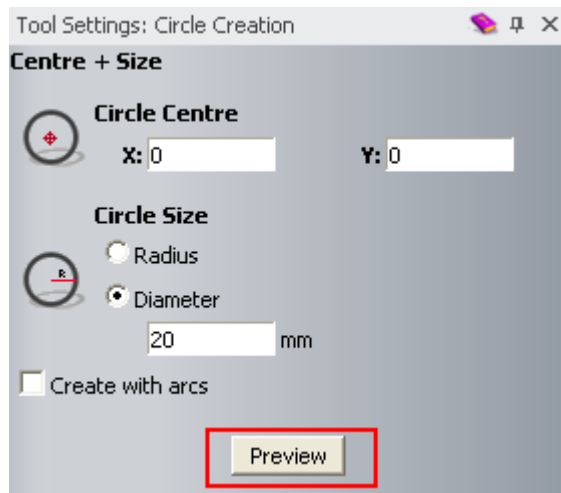 Tool Settings: Circle Creation
Centre + Size
Circle Centre
X: 0 Y: 0
Circle Size
Radius
R
Diameter
20 mm
Create with arcs
Preview